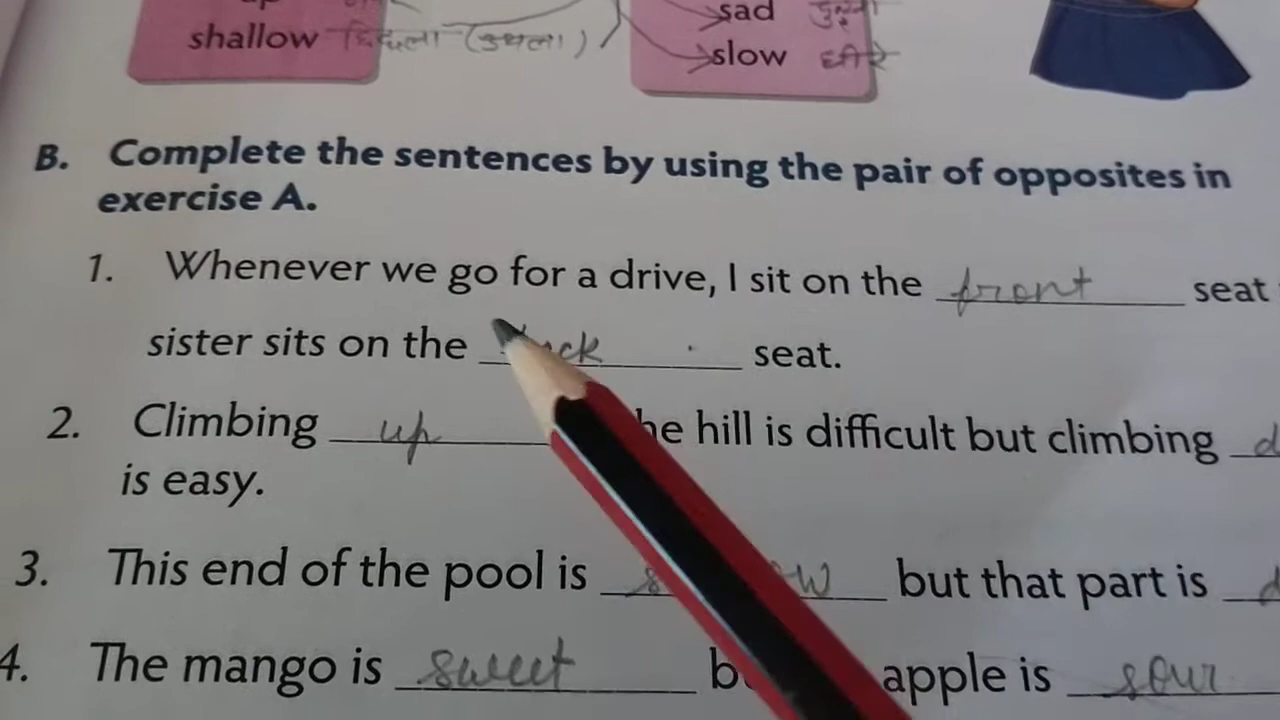 shallow छिछला (उथला)
sad
slow धीरे
B. Complete the sentences by using the pair of opposites in
exercise A.
1. Whenever we go for a drive, I sit on the front seat
sister sits on the seat.
2. Climbing up he hill is difficult but climbing
is easy.
3. This end of the pool is but that part is
4. The mango is sweet apple is sour